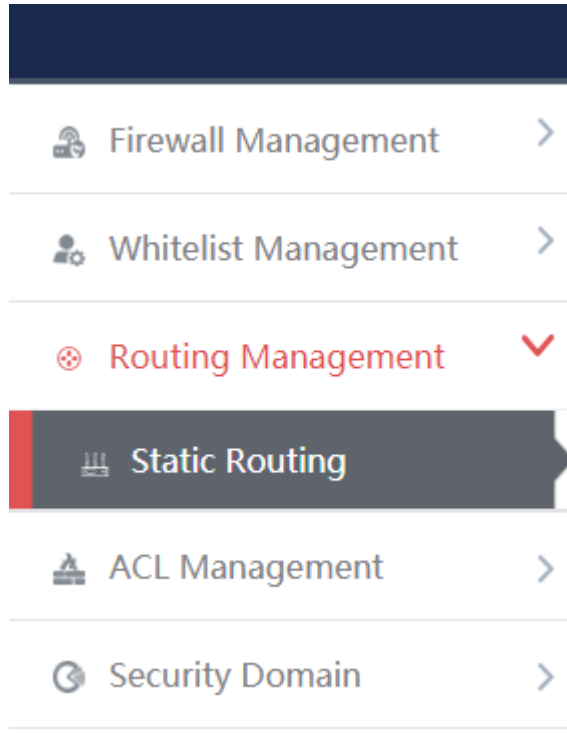 Firewall Management
Whitelist Management
Routing Management
Static Routing
ACL Management
Security Domain